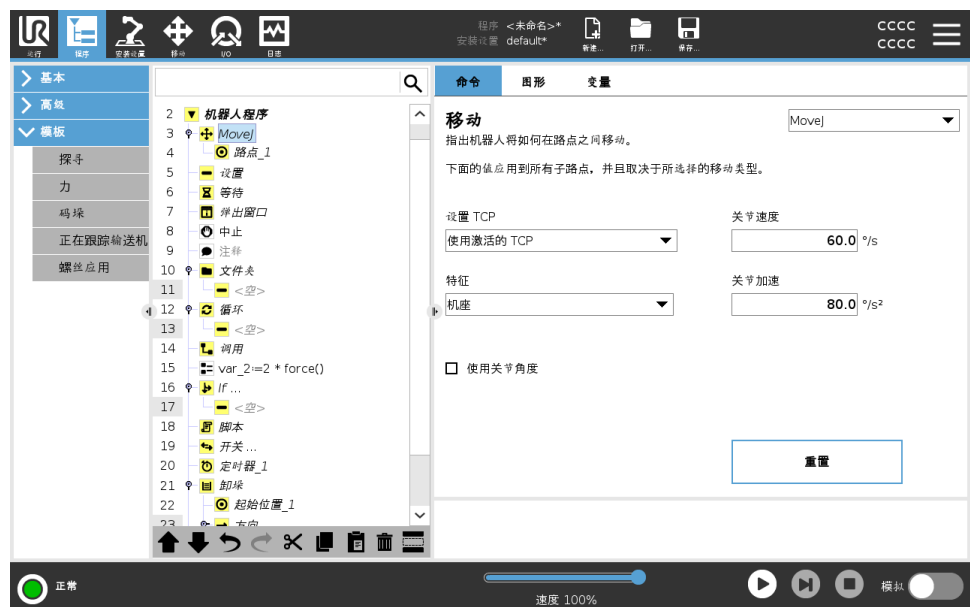 UR
运行
程序
安装设置
移动
I/O
日志
程序 <未命名>*
安装设置 default*
新建...
打开...
保存...
CCCC
CCCC
基本
高级
模板
探寻
力
码垛
正在跟踪输送机
螺丝应用
2 机器人程序
3 MoveJ
4 路点_1
5 设置
6 等待
7 弹出窗口
8 中止
9 注释
10 文件夹
11 <空>
12 循环
13 <空>
14 调用
15 var_2≔2 * force()
16 If ...
17 <空>
18 脚本
19 开关 ...
20 定时器_1
21 卸垛
22 起始位置_1
23 方向
命令
图形
变量
移动
MoveJ
指出机器人将如何在路点之间移动。
下面的值应用到所有子路点，并且取决于所选择的移动类型。
设置 TCP
关节速度
使用激活的 TCP
60.0 °/s
特征
关节加速
机座
80.0 °/s²
使用关节角度
重置
正常
速度 100%
模拟